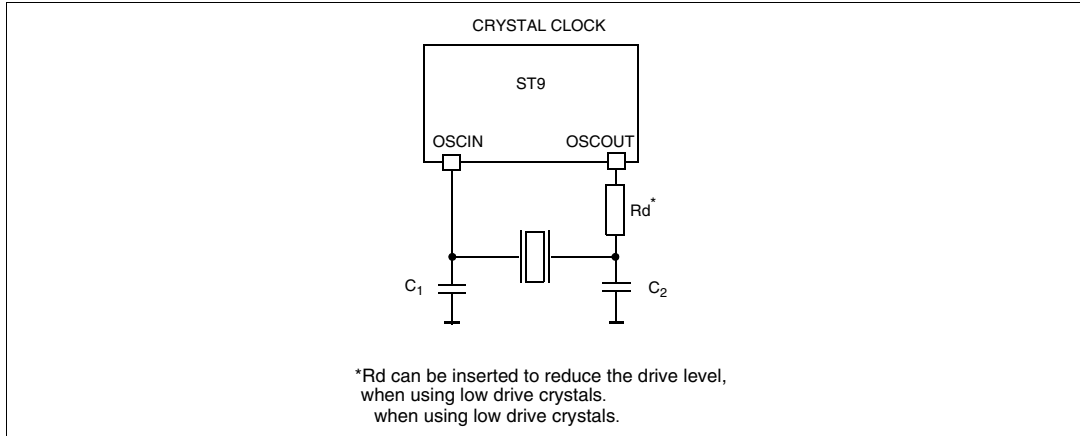 CRYSTAL CLOCK
ST9
OSCIN
OSCOUT
Rd*
C1
C2
*Rd can be inserted to reduce the drive level,
when using low drive crystals.
when using low drive crystals.